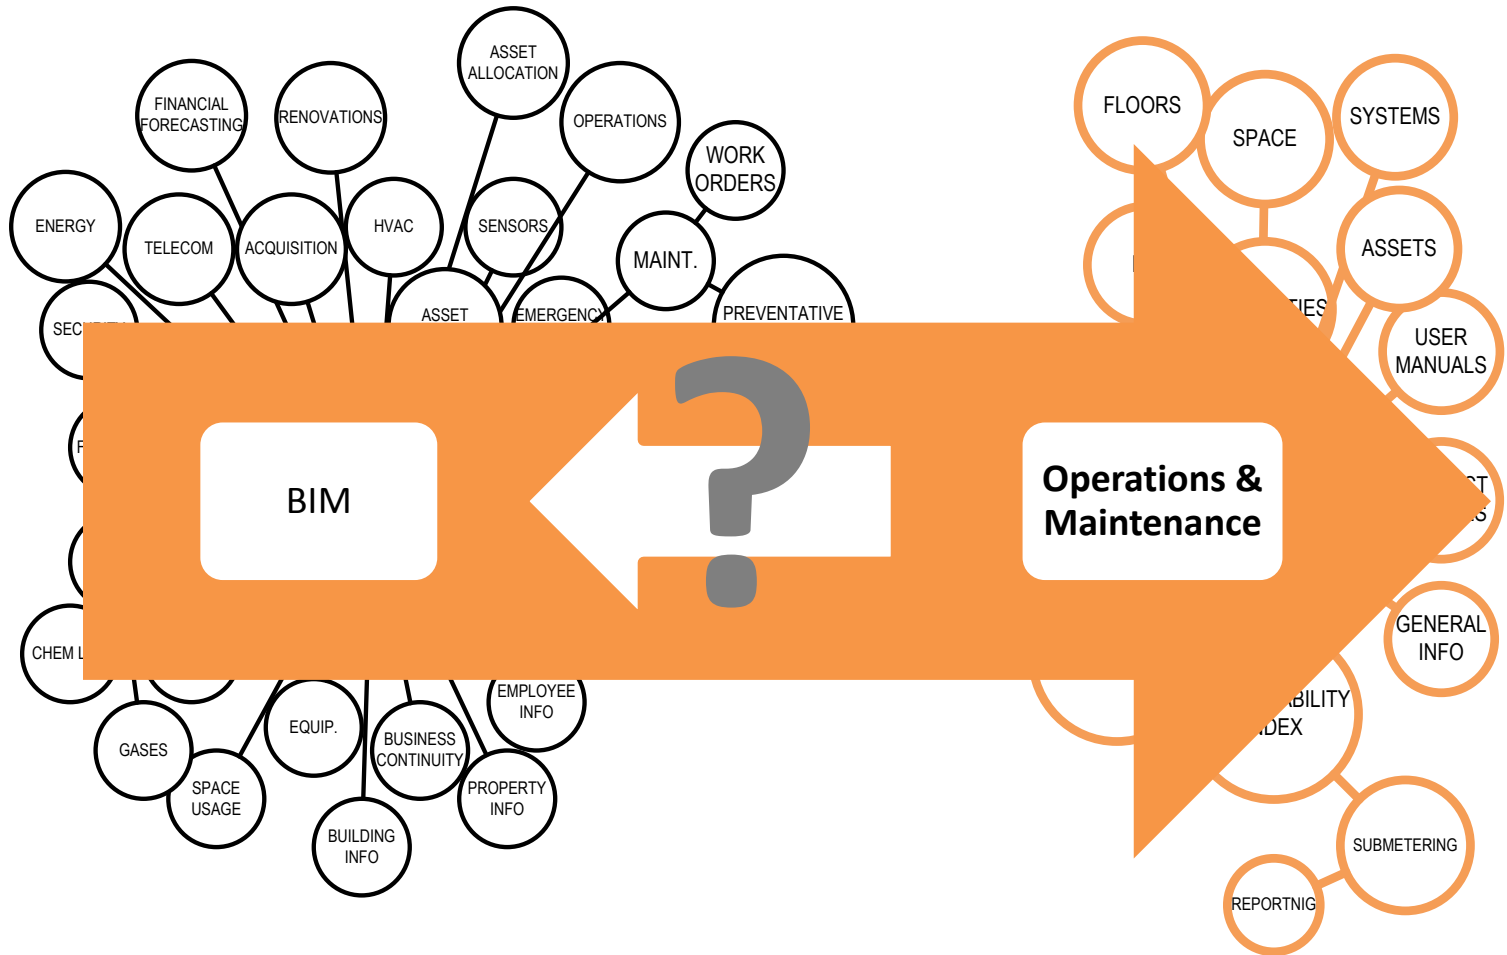 ASSET
ALLOCATION
FINANCIAL
FORECASTING
RENOVATIONS
OPERATIONS
WORK
ORDERS
ENERGY
TELECOM
ACQUISITION
HVAC
SENSORS
MAINT.
ASSET
EMERGENCY
PREVENTATIVE
FLOORS
SPACE
SYSTEMS
ASSETS
USER
MANUALS
BIM
?
Operations &
Maintenance
CHEM
GENERAL
INFO
EMPLOYEE
INFO
EQUIP.
GASES
BUSINESS
CONTINUITY
SPACE
USAGE
PROPERTY
INFO
BUILDING
INFO
SUBMETERING
REPORTNIG